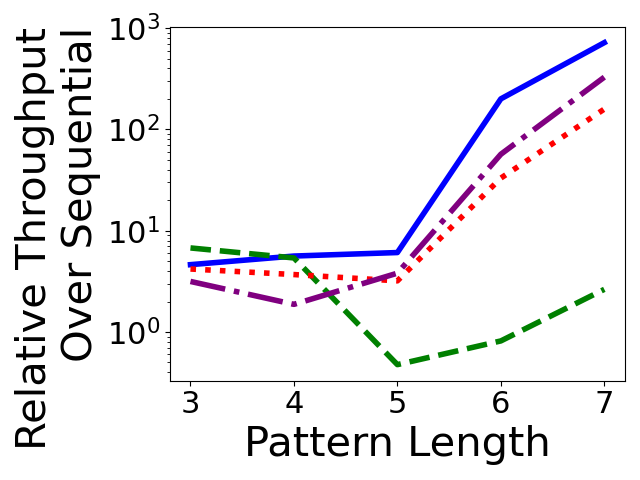 Relative Throughput
Over Sequential
10³
10²
10¹
10⁰
3 4 5 6 7
Pattern Length